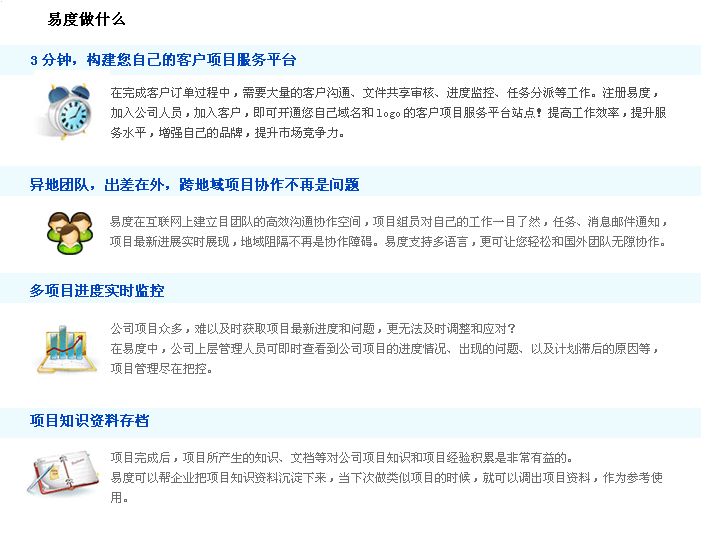 易度做什么
3 分钟，构建您自己的客户项目服务平台
在完成客户订单过程中，需要大量的客户沟通、文件共享审核、进度监控、任务分派等工作。注册易度，
加入公司人员，加入客户，即可开通您自己域名和 logo 的客户项目服务平台站点！提高工作效率，提升服
务水平，增强自己的品牌，提升市场竞争力。
异地团队，出差在外，跨地域项目协作不再是问题
易度在互联网上建立目团队的高效沟通协作空间，项目组员对自己的工作一目了然，任务、消息邮件通知，
项目最新进展实时展现，地域阻隔不再是协作障碍。易度支持多语言，更可让您轻松和国外团队无隙协作。
多项目进度实时监控
公司项目众多，难以及时获取项目最新进度和问题，更无法及时调整和应对？
在易度中，公司上层管理人员可即时查看到公司项目的进度情况、出现的问题、以及计划滞后的原因等，
项目管理尽在把控。
项目知识资料存档
项目完成后，项目所产生的知识、文档等对公司项目知识和项目经验积累是非常有益的。
易度可以帮企业把项目知识资料沉淀下来，当下次做类似项目的时候，就可以调出项目资料，作为参考使
用。